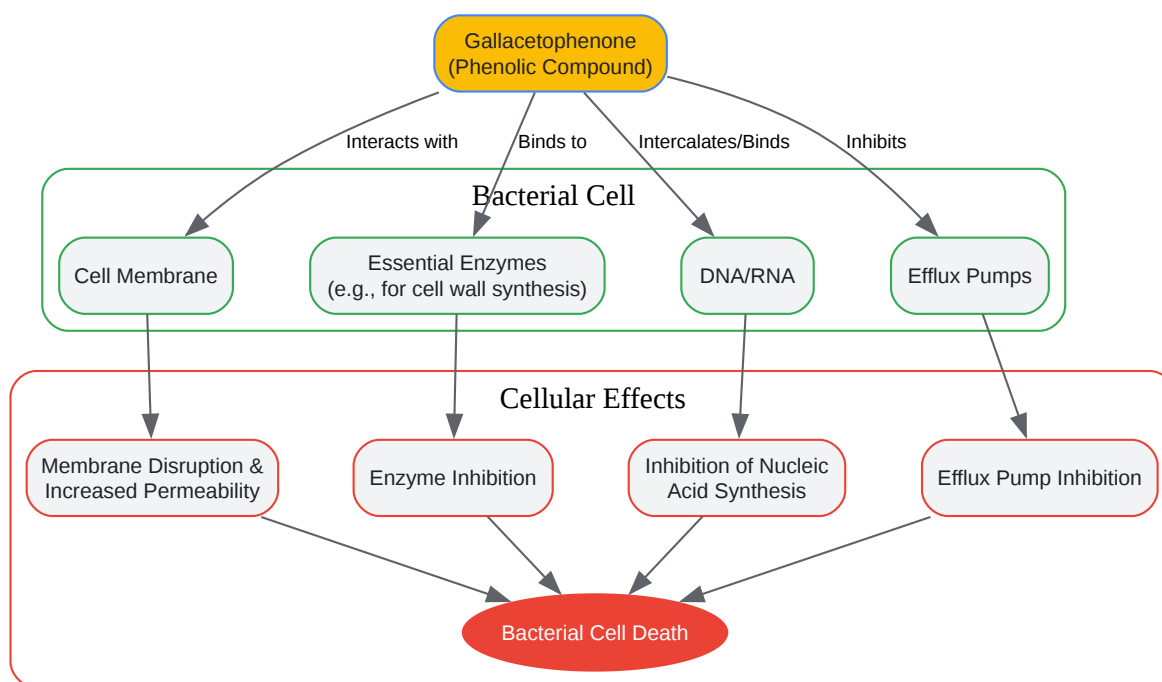 Gallacetophenone
(Phenolic Compound)
Interacts with
Binds to
Intercalates/Binds
Inhibits
Bacterial Cell
Cell Membrane
Essential Enzymes
(e.g., for cell wall synthesis)
DNA/RNA
Efflux Pumps
Cellular Effects
Membrane Disruption &
Increased Permeability
Enzyme Inhibition
Inhibition of Nucleic
Acid Synthesis
Efflux Pump Inhibition
Bacterial Cell Death